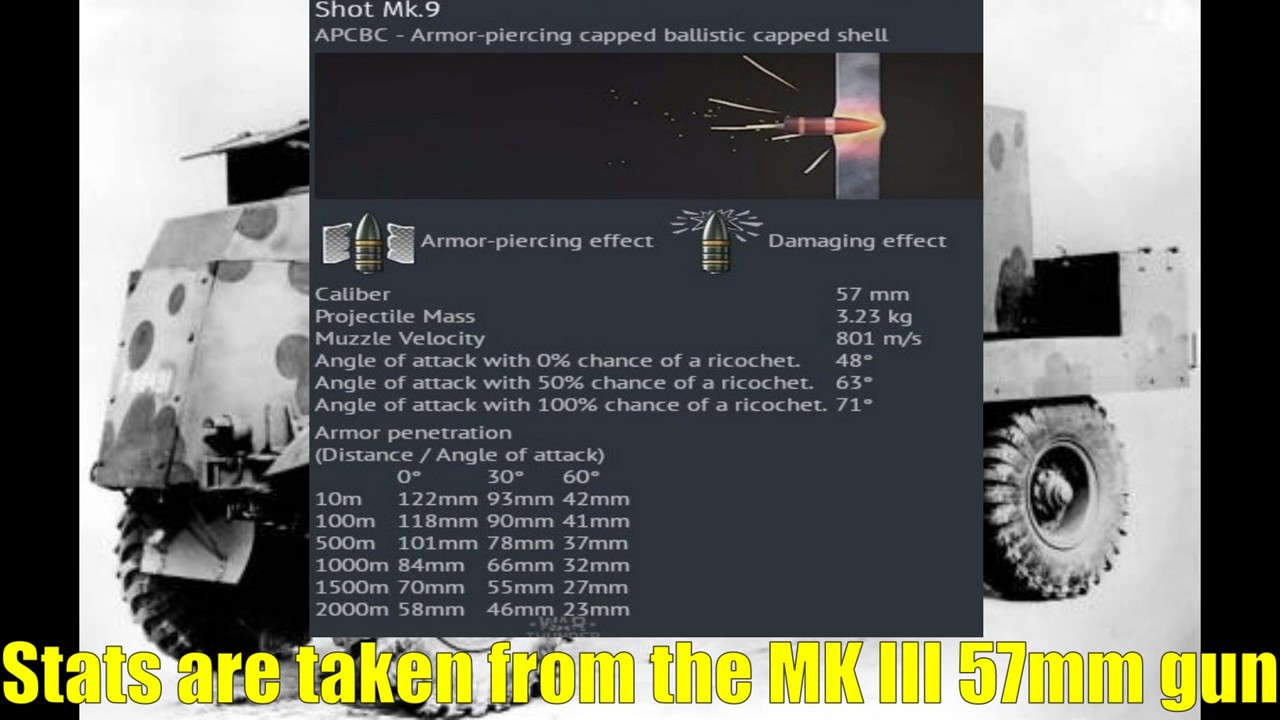 Shot Mk.9
APCBC - Armor-piercing capped ballistic capped shell
Armor-piercing effect
Damaging effect
Caliber 57 mm
Projectile Mass 3.23 kg
Muzzle Velocity 801 m/s
Angle of attack with 0% chance of a ricochet. 48°
Angle of attack with 50% chance of a ricochet. 63°
Angle of attack with 100% chance of a ricochet. 71°
Armor penetration
(Distance / Angle of attack)
0° 30° 60°
10m 122mm 93mm 42mm
100m 118mm 90mm 41mm
500m 101mm 78mm 37mm
1000m 84mm 66mm 32mm
1500m 70mm 55mm 27mm
2000m 58mm 46mm 23mm
WAR
THUNDER
Stats are taken from the MK III 57mm gun